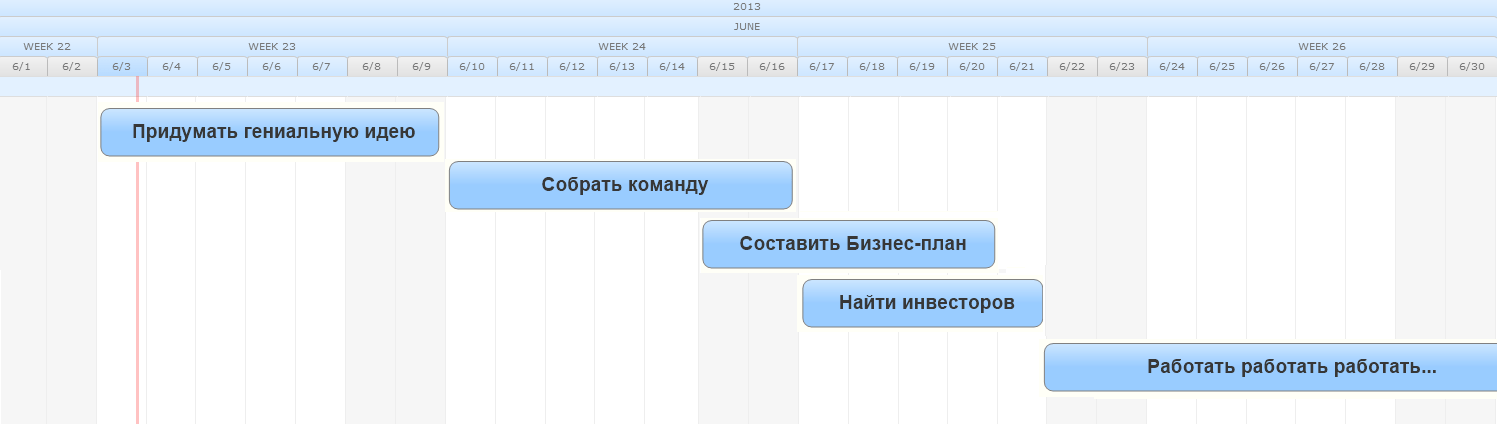 2013
JUNE
WEEK 22 WEEK 23 WEEK 24 WEEK 25 WEEK 26
6/1 6/2 6/3 6/4 6/5 6/6 6/7 6/8 6/9 6/10 6/11 6/12 6/13 6/14 6/15 6/16 6/17 6/18 6/19 6/20 6/21 6/22 6/23 6/24 6/25 6/26 6/27 6/28 6/29 6/30
Придумать гениальную идею
Собрать команду
Составить Бизнес-план
Найти инвесторов
Работать работать работать...